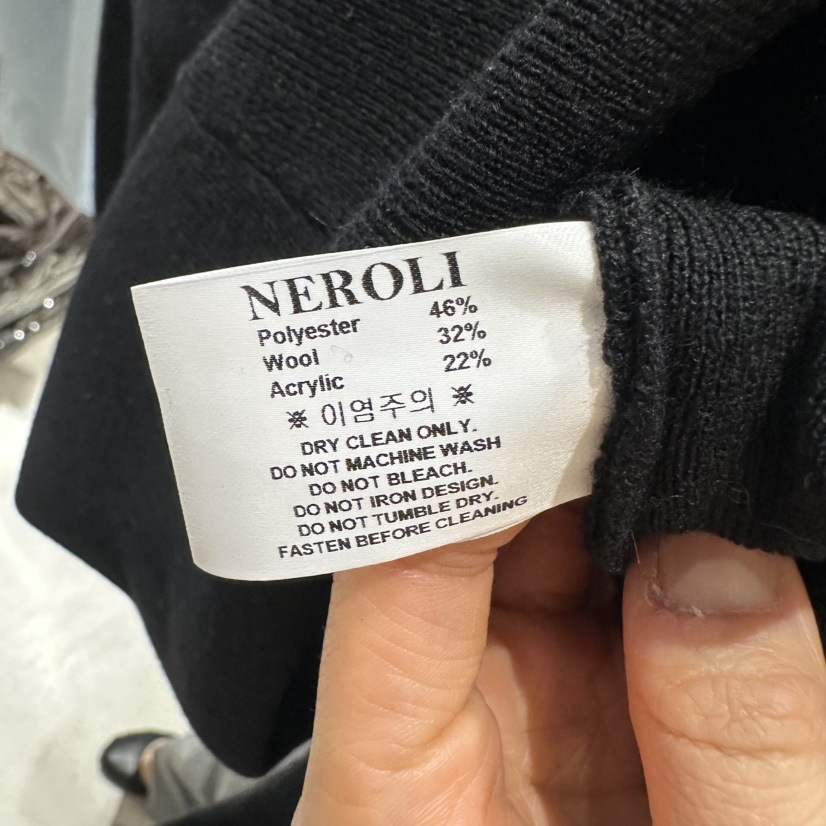 NEROLI
Polyester 46%
Wool 32%
Acrylic 22%
※ 이염주의 ※
DRY CLEAN ONLY.
DO NOT MACHINE WASH
DO NOT BLEACH.
DO NOT IRON DESIGN.
DO NOT TUMBLE DRY.
FASTEN BEFORE CLEANING